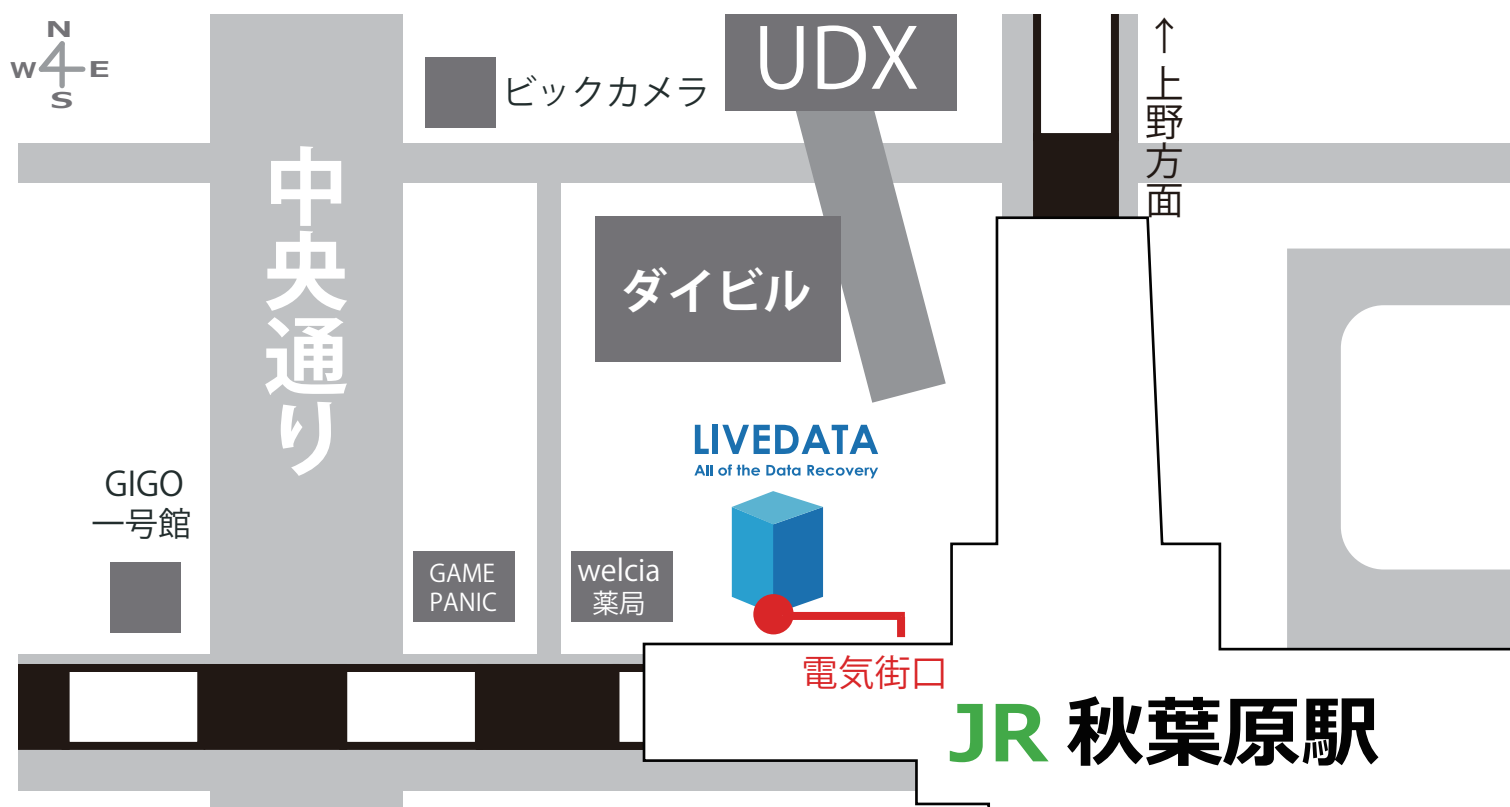 N
W E
S
ビックカメラ
UDX
↑上野方面
中央通り
ダイビル
LIVEDATA
All of the Data Recovery
GIGO
一号館
GAME
PANIC
welcia
薬局
電気街口
JR 秋葉原駅